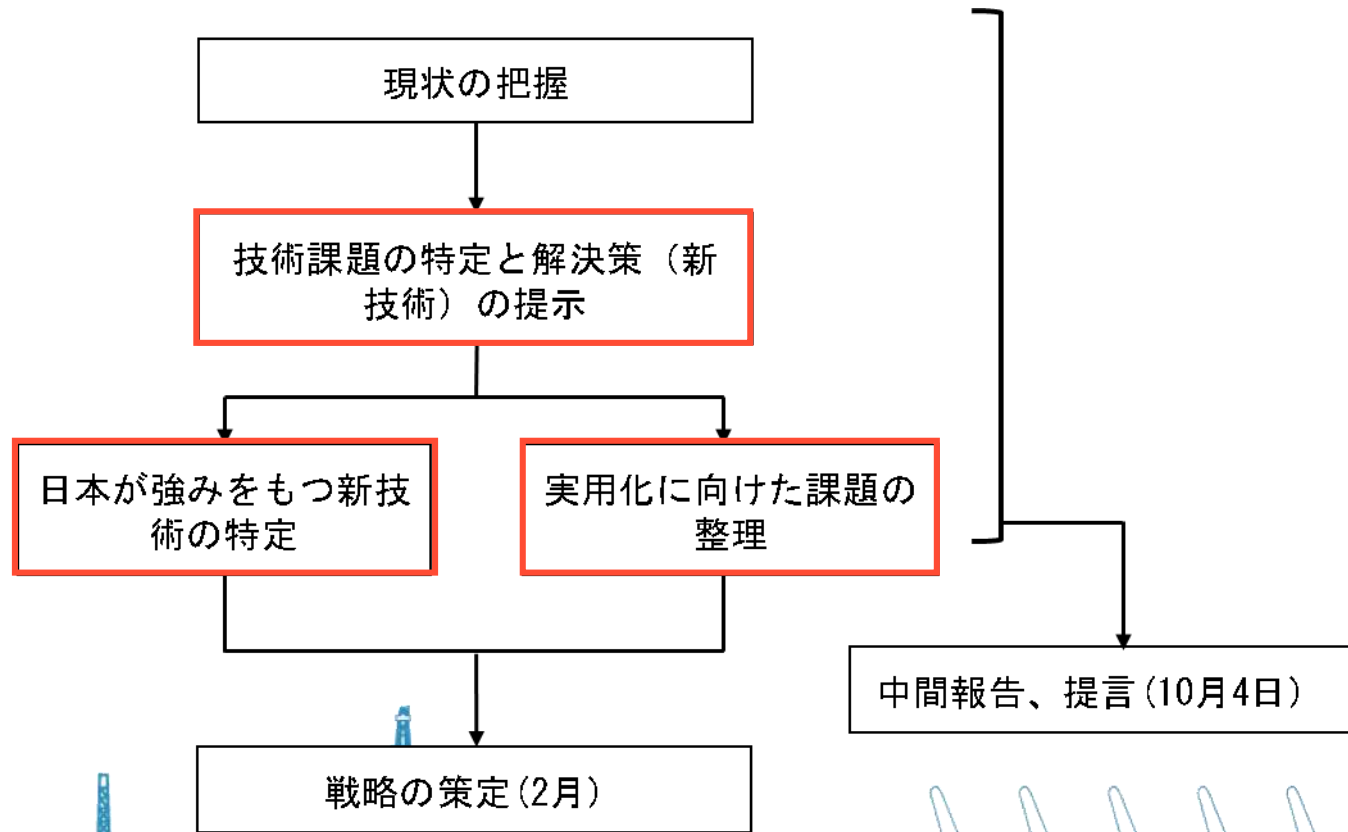 現状の把握
技術課題の特定と解決策（新
技術）の提示
日本が強みをもつ新技
術の特定
実用化に向けた課題の
整理
中間報告、提言(10月4日)
戦略の策定(2月)